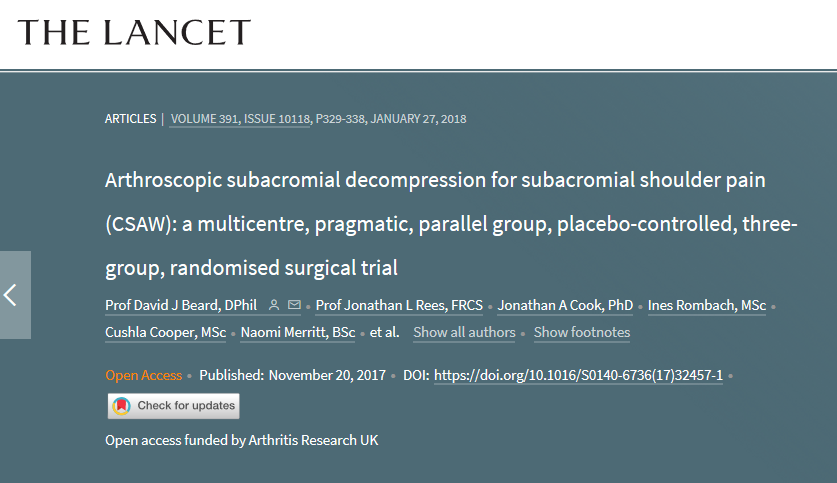 THE LANCET
ARTICLES | VOLUME 391, ISSUE 10118, P329-338, JANUARY 27, 2018
Arthroscopic subacromial decompression for subacromial shoulder pain
(CSAW): a multicentre, pragmatic, parallel group, placebo-controlled, three-
group, randomised surgical trial
Prof David J Beard, DPhil • Prof Jonathan L Rees, FRCS • Jonathan A Cook, PhD • Ines Rombach, MSc •
Cushla Cooper, MSc • Naomi Merritt, BSc • et al. Show all authors • Show footnotes
Open Access • Published: November 20, 2017 • DOI: https://doi.org/10.1016/S0140-6736(17)32457-1 •
Check for updates
Open access funded by Arthritis Research UK